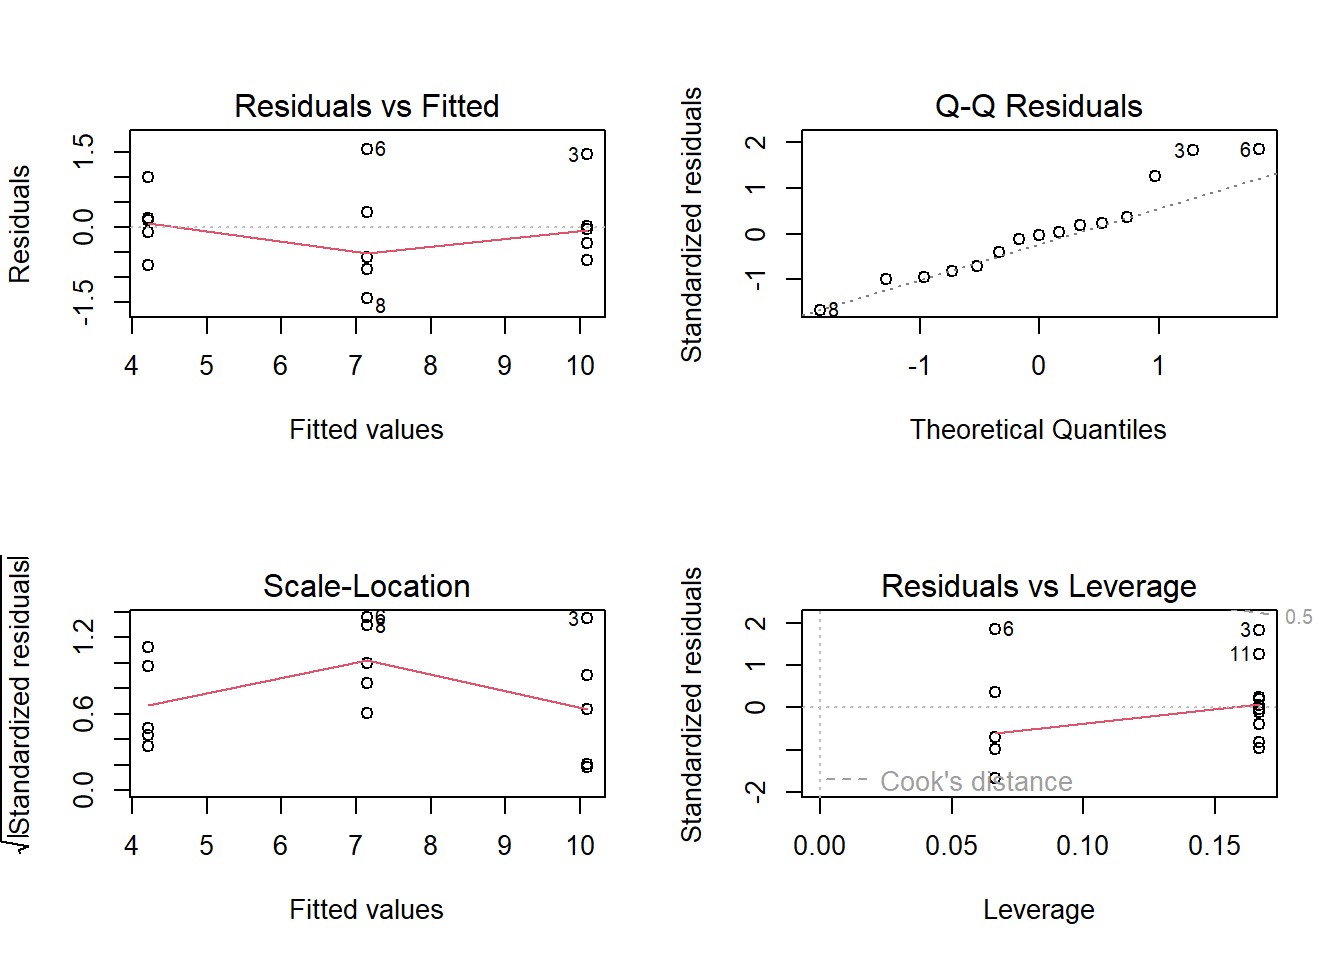 Residuals vs Fitted
Residuals
1.5
0.0
-1.5
6
3
8
4 5 6 7 8 9 10
Fitted values
Q-Q Residuals
Standardized residuals
2
1
0
-1
3
6
8
-1 0 1
Theoretical Quantiles
Scale-Location
√|Standardized residuals|
1.2
0.6
0.0
6
8
3
4 5 6 7 8 9 10
Fitted values
Residuals vs Leverage
Standardized residuals
2
0
-2
6
3
11
0.5
Cook's distance
0.00 0.05 0.10 0.15
Leverage